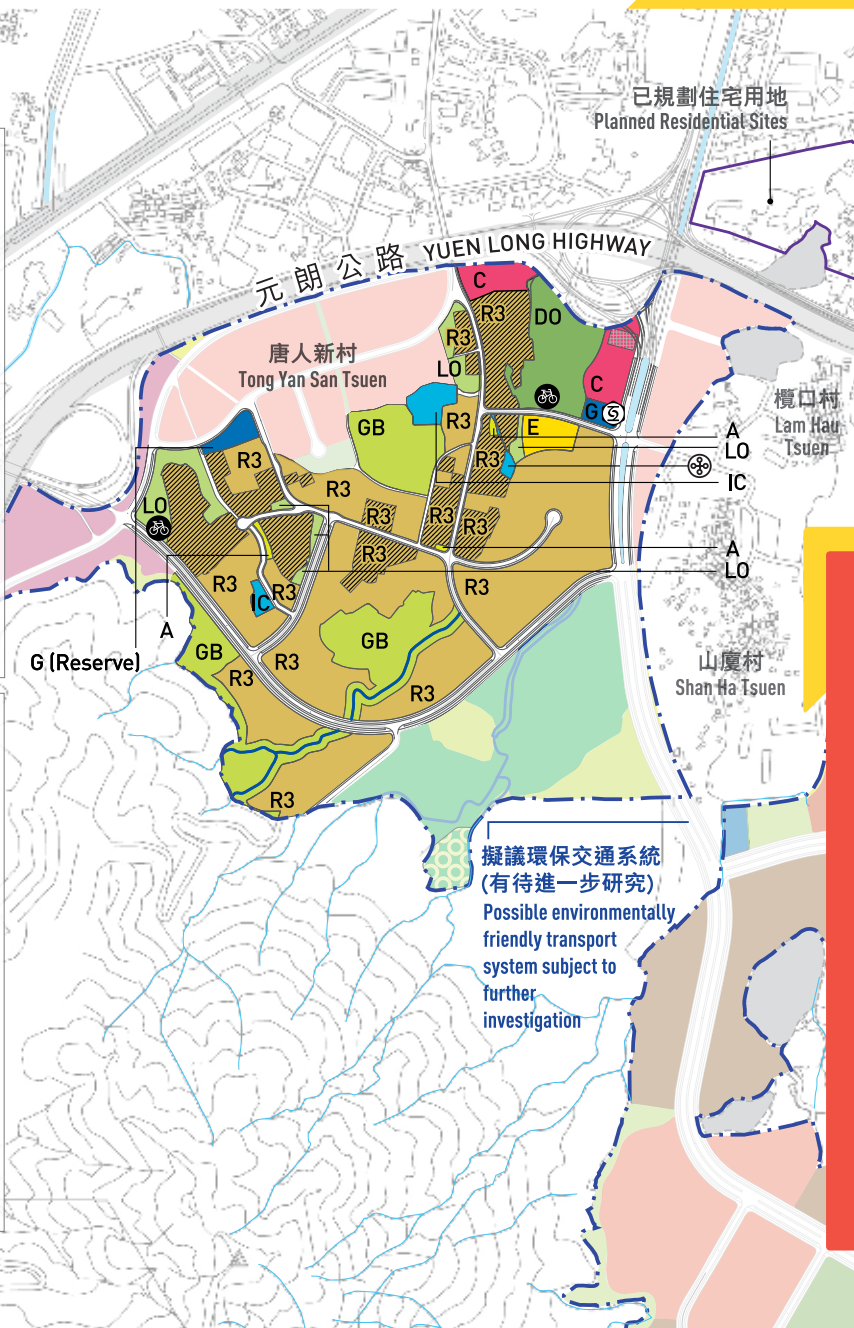 已規劃住宅用地
Planned Residential Sites
元朗公路 YUEN LONG HIGHWAY
C
R3
DO
R3
唐人新村
Tong Yan San Tsuen
LO
C
欖口村
Lam Hau
Tsuen
G
R3
GB
E
A
LO
R3
R3
IC
R3
LO
R3
R3
R3
R3
A
LO
R3
R3
R3
IC
A
GB
GB
G (Reserve)
R3
R3
R3
山廈村
Shan Ha Tsuen
R3
擬議環保交通系統
(有待進一步研究)
Possible environmentally
friendly transport
system subject to
further
investigation